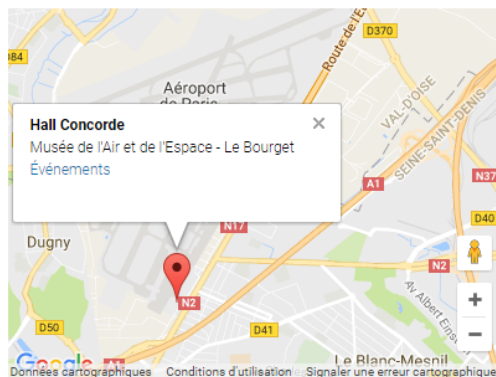 D370
D84
Route de l'E
Aéroport
de Paris
VAL-D'OISE
SEINE-SAINT-DENIS
Hall Concorde
Musée de l'Air et de l'Espace - Le Bourget
Événements
A1
N37
N17
D40
Dugny
N2
N2
Av Albert Eins
D50
D41
Google
Le Blanc-Mesnil
Données cartographiques Conditions d'utilisation Signaler une erreur cartographique